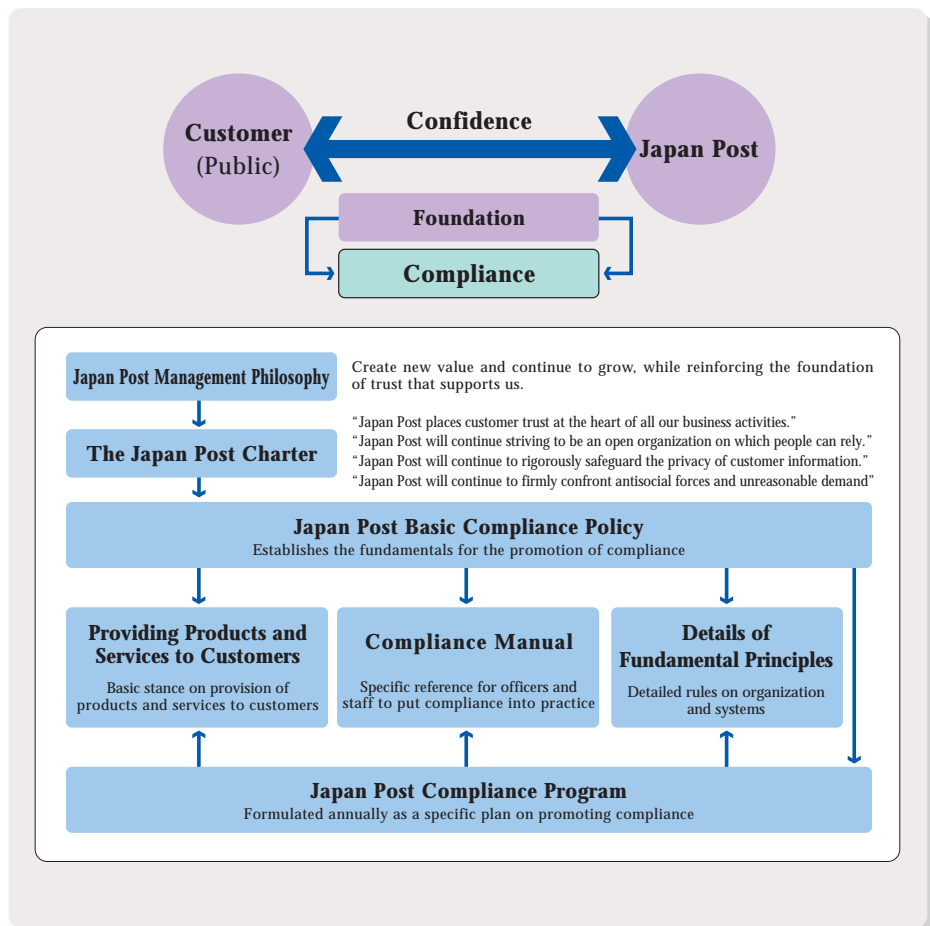 Customer
(Public)
Confidence
Japan Post
Foundation
Compliance
Japan Post Management Philosophy
Create new value and continue to grow, while reinforcing the foundation
of trust that supports us.
The Japan Post Charter
“Japan Post places customer trust at the heart of all our business activities.”
“Japan Post will continue striving to be an open organization on which people can rely.”
“Japan Post will continue to rigorously safeguard the privacy of customer information.”
“Japan Post will continue to firmly confront antisocial forces and unreasonable demand”
Japan Post Basic Compliance Policy
Establishes the fundamentals for the promotion of compliance
Providing Products and
Services to Customers
Basic stance on provision of
products and services to customers
Compliance Manual
Specific reference for officers and
staff to put compliance into practice
Details of
Fundamental Principles
Detailed rules on organization
and systems
Japan Post Compliance Program
Formulated annually as a specific plan on promoting compliance